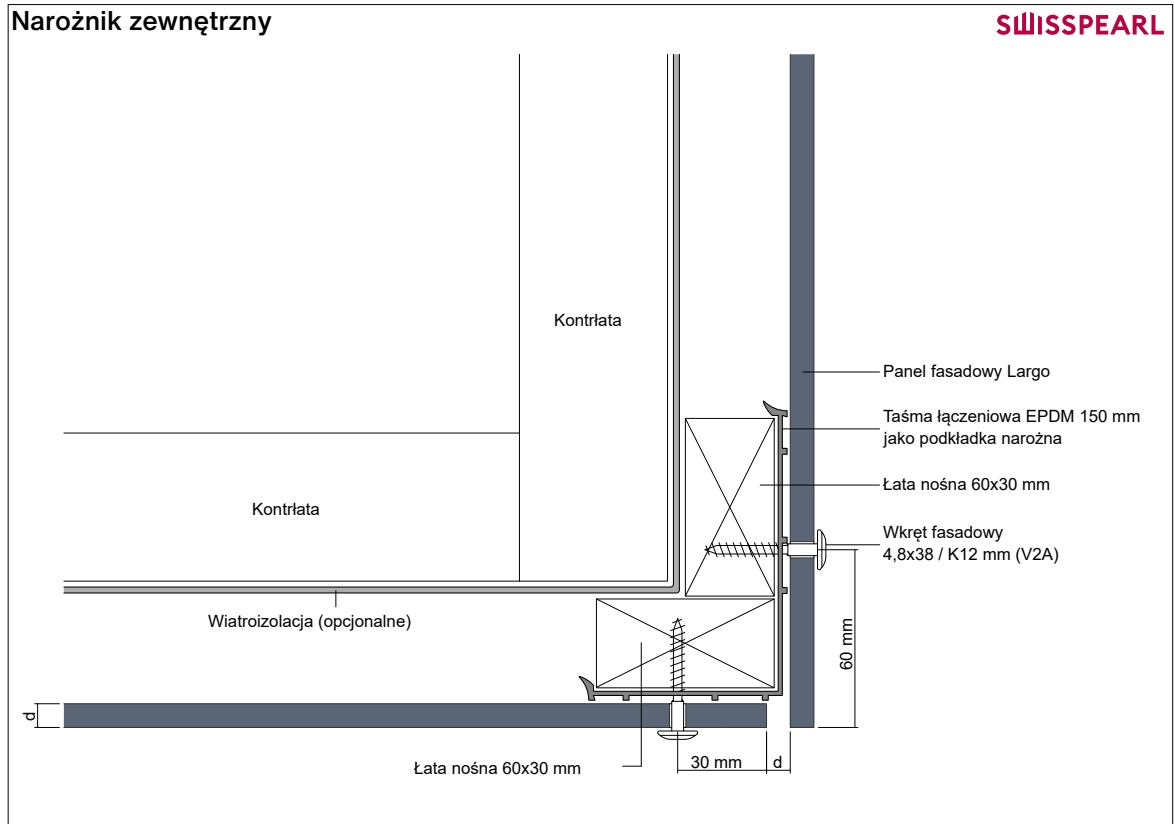 Narożnik zewnętrzny
SWISSPEARL
Kontrłata
Panel fasadowy Largo
Taśma łączeniowa EPDM 150 mm
jako podkładka narożna
Łata nośna 60x30 mm
Kontrłata
Wkręt fasadowy
4,8x38 / K12 mm (V2A)
Wiatroizolacja (opcjonalne)
60 mm
d
30 mm
d
Łata nośna 60x30 mm